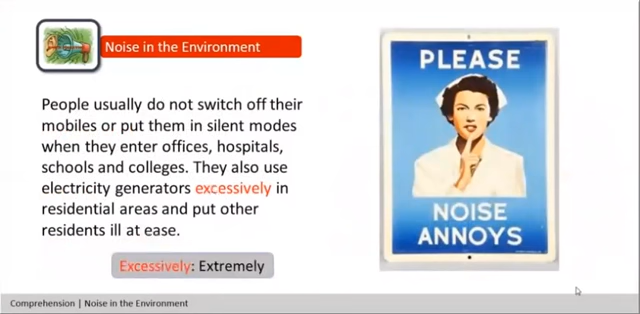 Noise in the Environment
People usually do not switch off their
mobiles or put them in silent modes
when they enter offices, hospitals,
schools and colleges. They also use
electricity generators excessively in
residential areas and put other
residents ill at ease.
Excessively: Extremely
PLEASE
NOISE
ANNOYS
Comprehension | Noise in the Environment